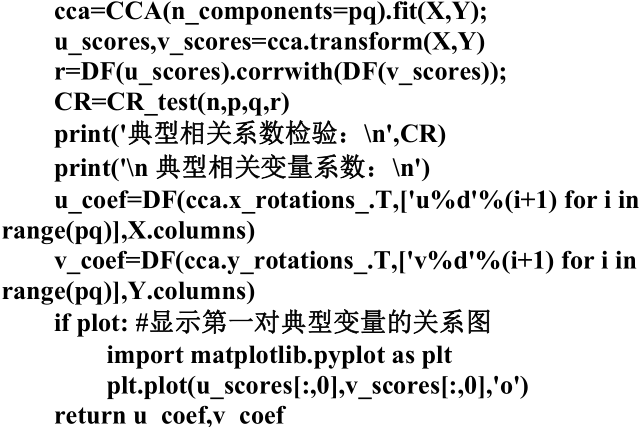 cca=CCA(n_components=pq).fit(X,Y);
u_scores,v_scores=cca.transform(X,Y)
r=DF(u_scores).corrwith(DF(v_scores));
CR=CR_test(n,p,q,r)
print('典型相关系数检验：\n',CR)
print('\n 典型相关变量系数：\n')
u_coef=DF(cca.x_rotations_.T,['u%d'%(i+1) for i in
range(pq)],X.columns)
v_coef=DF(cca.y_rotations_.T,['v%d'%(i+1) for i in
range(pq)],Y.columns)
if plot: #显示第一对典型变量的关系图
import matplotlib.pyplot as plt
plt.plot(u_scores[:,0],v_scores[:,0],'o')
return u_coef,v_coef